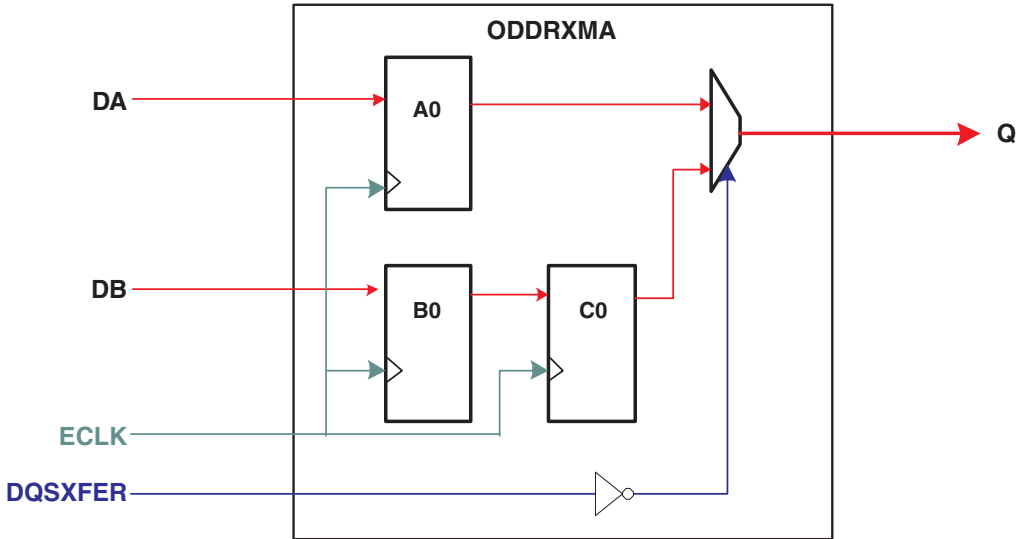 ODDRXMA
DA
A0
Q
DB
B0
C0
ECLK
DQSXFER